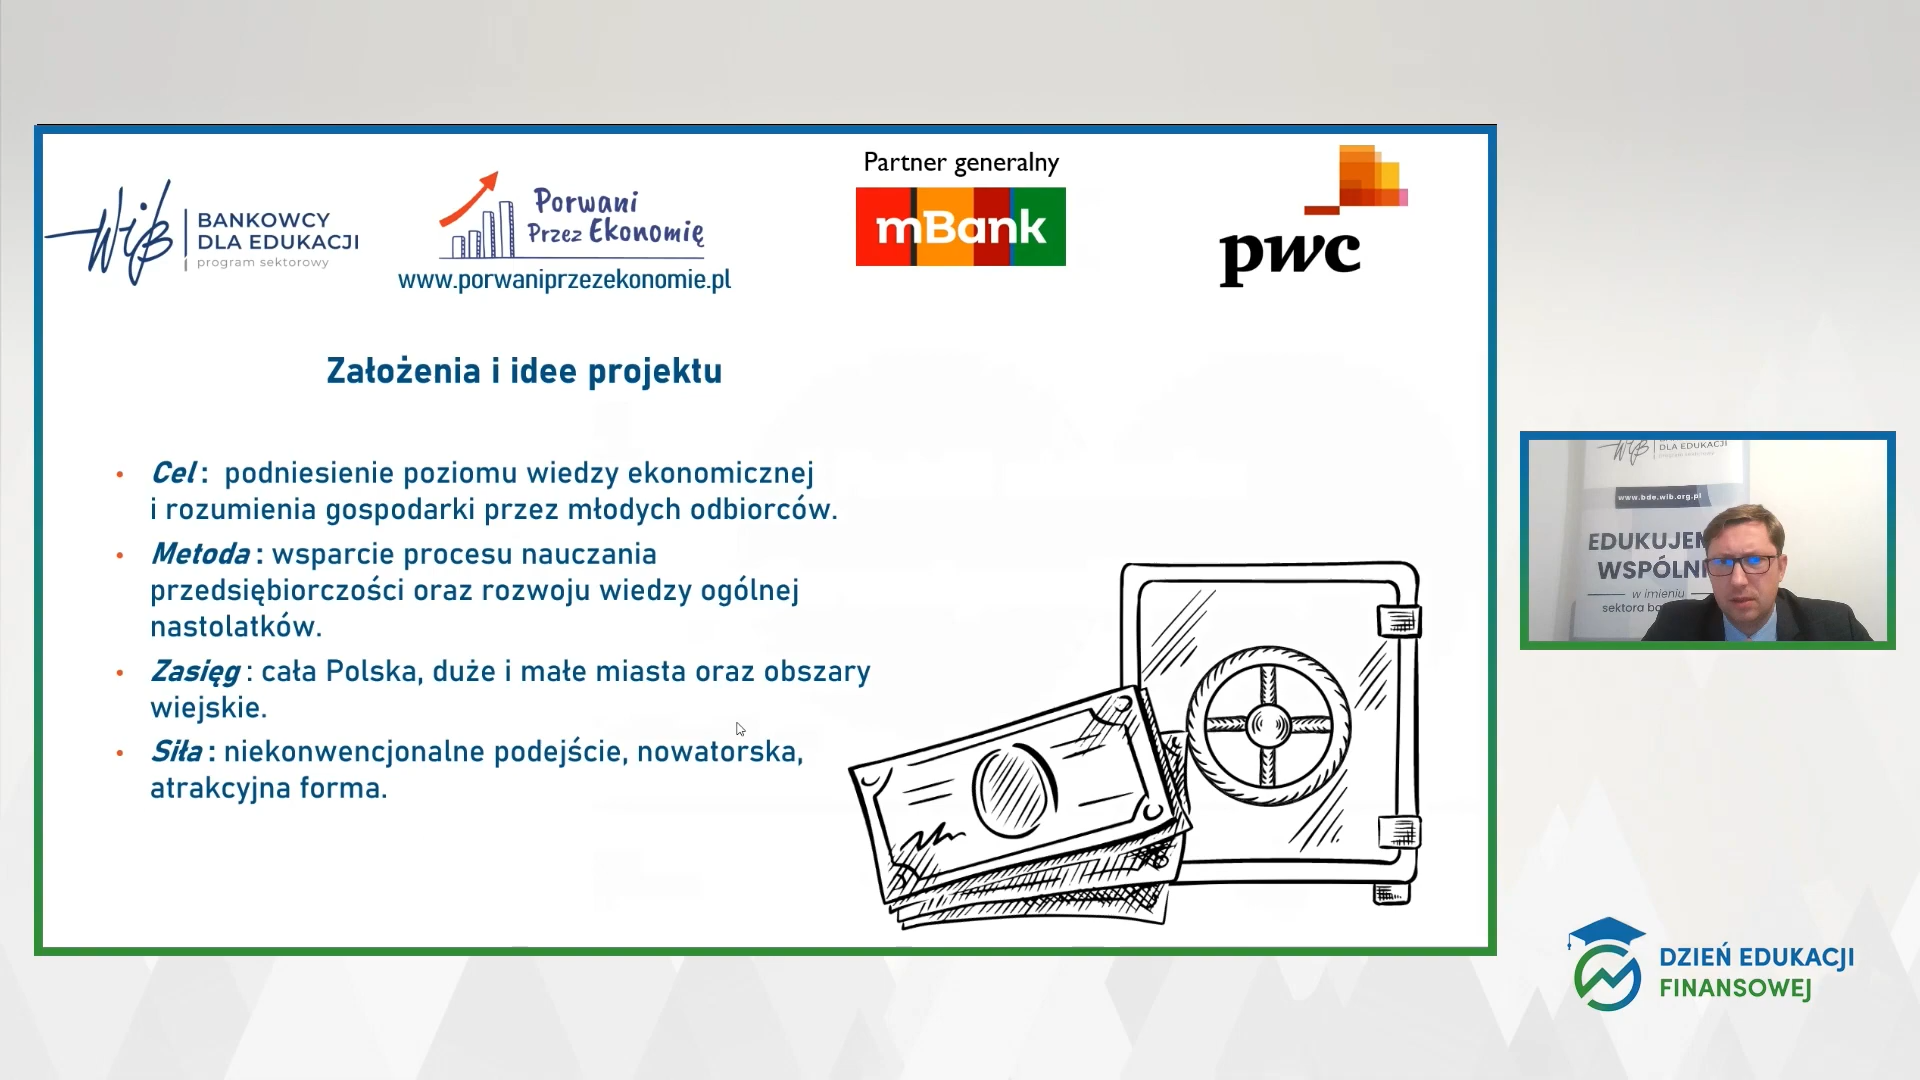 Partner generalny
WiB
BANKOWCY
DLA EDUKACJI
program sektorowy
Porwani
Przez Ekonomię
www.porwaniprzezekonomie.pl
mBank
pwc
Założenia i idee projektu
• Cel : podniesienie poziomu wiedzy ekonomicznej
i rozumienia gospodarki przez młodych odbiorców.
• Metoda : wsparcie procesu nauczania
przedsiębiorczości oraz rozwoju wiedzy ogólnej
nastolatków.
• Zasięg : cała Polska, duże i małe miasta oraz obszary
wiejskie.
• Siła : niekonwencjonalne podejście, nowatorska,
atrakcyjna forma.
WiB
DLA EDUKACJI
www.bde.wib.org.pl
EDUKUJEM
WSPÓLNI
w imieniu
sektora ba
DZIEŃ EDUKACJI
FINANSOWEJ